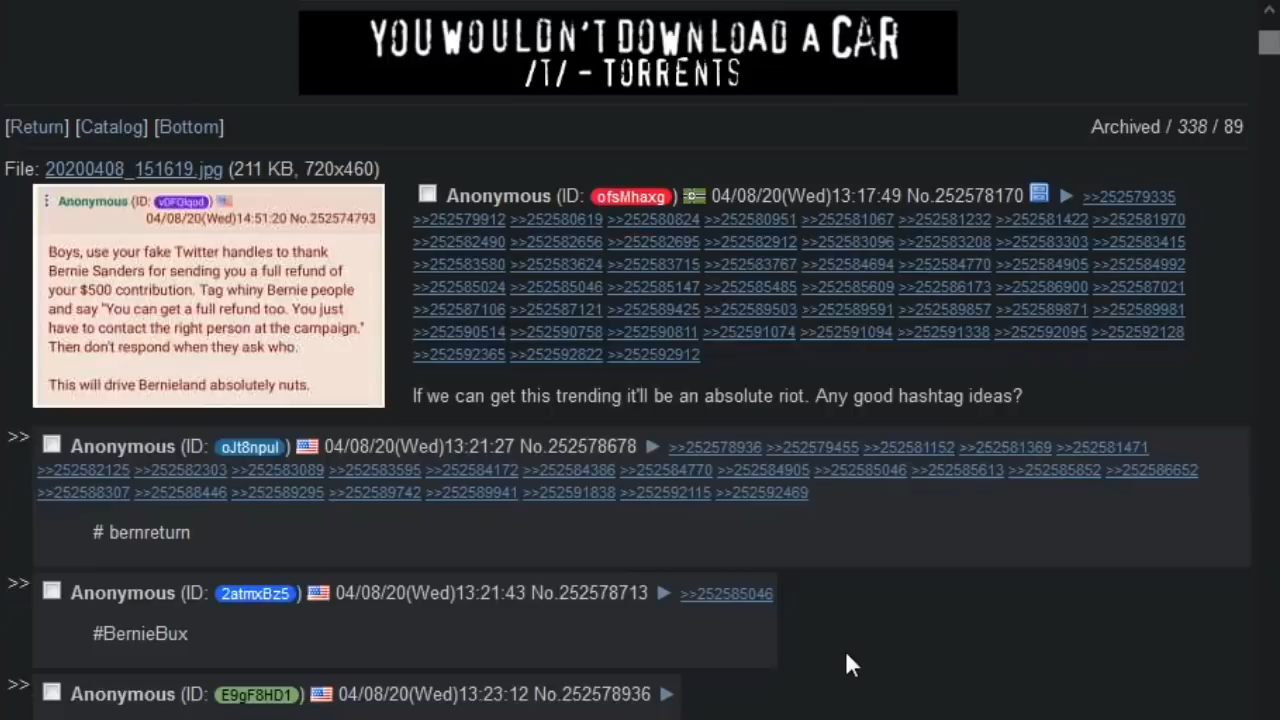 YOU WOULDN'T DOWNLOAD A CAR
/T/ - TORRENTS
[Return] [Catalog] [Bottom]
Archived / 338 / 89
File: 20200408_151619.jpg (211 KB, 720x460)
Anonymous (ID: vDFQlqod)
04/08/20(Wed)14:51:20 No.252574793
Boys, use your fake Twitter handles to thank
Bernie Sanders for sending you a full refund of
your $500 contribution. Tag whiny Bernie people
and say "You can get a full refund too. You just
have to contact the right person at the campaign."
Then don't respond when they ask who.
This will drive Bernieland absolutely nuts.
Anonymous (ID: ofsMhaxg) 04/08/20(Wed)13:17:49 No.252578170 >>252579335
>>252579912 >>252580619 >>252580824 >>252580951 >>252581067 >>252581232 >>252581422 >>252581970
>>252582490 >>252582656 >>252582695 >>252582912 >>252583096 >>252583208 >>252583303 >>252583415
>>252583580 >>252583624 >>252583715 >>252583767 >>252584694 >>252584770 >>252584905 >>252584992
>>252585024 >>252585046 >>252585147 >>252585485 >>252585609 >>252586173 >>252586900 >>252587021
>>252587106 >>252587121 >>252589425 >>252589503 >>252589591 >>252589857 >>252589871 >>252589981
>>252590514 >>252590758 >>252590811 >>252591074 >>252591094 >>252591338 >>252592095 >>252592128
>>252592365 >>252592822 >>252592912
If we can get this trending it'll be an absolute riot. Any good hashtag ideas?
>> Anonymous (ID: oJt8npuI) 04/08/20(Wed)13:21:27 No.252578678 >>252578936 >>252579455 >>252581152 >>252581369 >>252581471
>>252582125 >>252582303 >>252583089 >>252583595 >>252584172 >>252584386 >>252584770 >>252584905 >>252585046 >>252585613 >>252585852 >>252586652
>>252588307 >>252588446 >>252589295 >>252589742 >>252589941 >>252591838 >>252592115 >>252592469
# bernreturn
>> Anonymous (ID: 2atmxBz5) 04/08/20(Wed)13:21:43 No.252578713 >>252585046
#BernieBux
>> Anonymous (ID: E9gF8HD1) 04/08/20(Wed)13:23:12 No.252578936